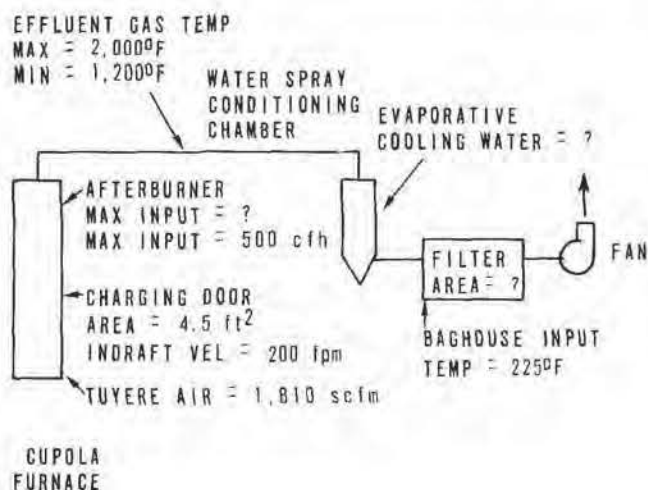 EFFLUENT GAS TEMP
MAX = 2,000°F
MIN = 1,200°F
WATER SPRAY
CONDITIONING
CHAMBER
EVAPORATIVE
COOLING WATER = ?
AFTERBURNER
MAX INPUT = ?
MAX INPUT = 500 cfh
CHARGING DOOR
AREA = 4.5 ft²
INDRAFT VEL = 200 fpm
TUYERE AIR = 1,810 scfm
FILTER
AREA = ?
FAN
BAGHOUSE INPUT
TEMP = 225°F
CUPOLA
FURNACE